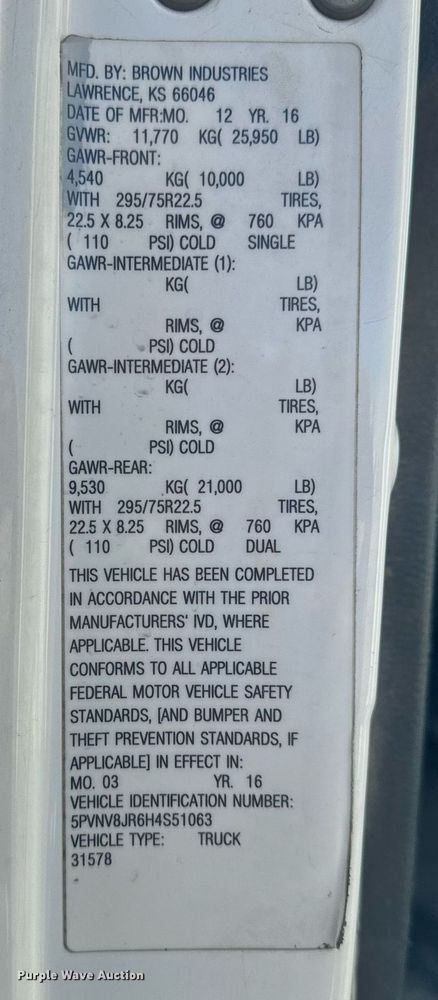 MFD. BY: BROWN INDUSTRIES
LAWRENCE, KS 66046
DATE OF MFR:MO. 12 YR. 16
GVWR: 11,770 KG( 25,950 LB)
GAWR-FRONT:
4,540 KG( 10,000 LB)
WITH 295/75R22.5 TIRES,
22.5 X 8.25 RIMS, @ 760 KPA
( 110 PSI) COLD SINGLE
GAWR-INTERMEDIATE (1):
KG( LB)
WITH TIRES,
RIMS, @ KPA
( PSI) COLD
GAWR-INTERMEDIATE (2):
KG( LB)
WITH TIRES,
RIMS, @ KPA
( PSI) COLD
GAWR-REAR:
9,530 KG( 21,000 LB)
WITH 295/75R22.5 TIRES,
22.5 X 8.25 RIMS, @ 760 KPA
( 110 PSI) COLD DUAL
THIS VEHICLE HAS BEEN COMPLETED
IN ACCORDANCE WITH THE PRIOR
MANUFACTURERS' IVD, WHERE
APPLICABLE. THIS VEHICLE
CONFORMS TO ALL APPLICABLE
FEDERAL MOTOR VEHICLE SAFETY
STANDARDS, [AND BUMPER AND
THEFT PREVENTION STANDARDS, IF
APPLICABLE] IN EFFECT IN:
MO. 03 YR. 16
VEHICLE IDENTIFICATION NUMBER:
5PVNV8JR6H4S51063
VEHICLE TYPE: TRUCK
31578
Purple Wave Auction